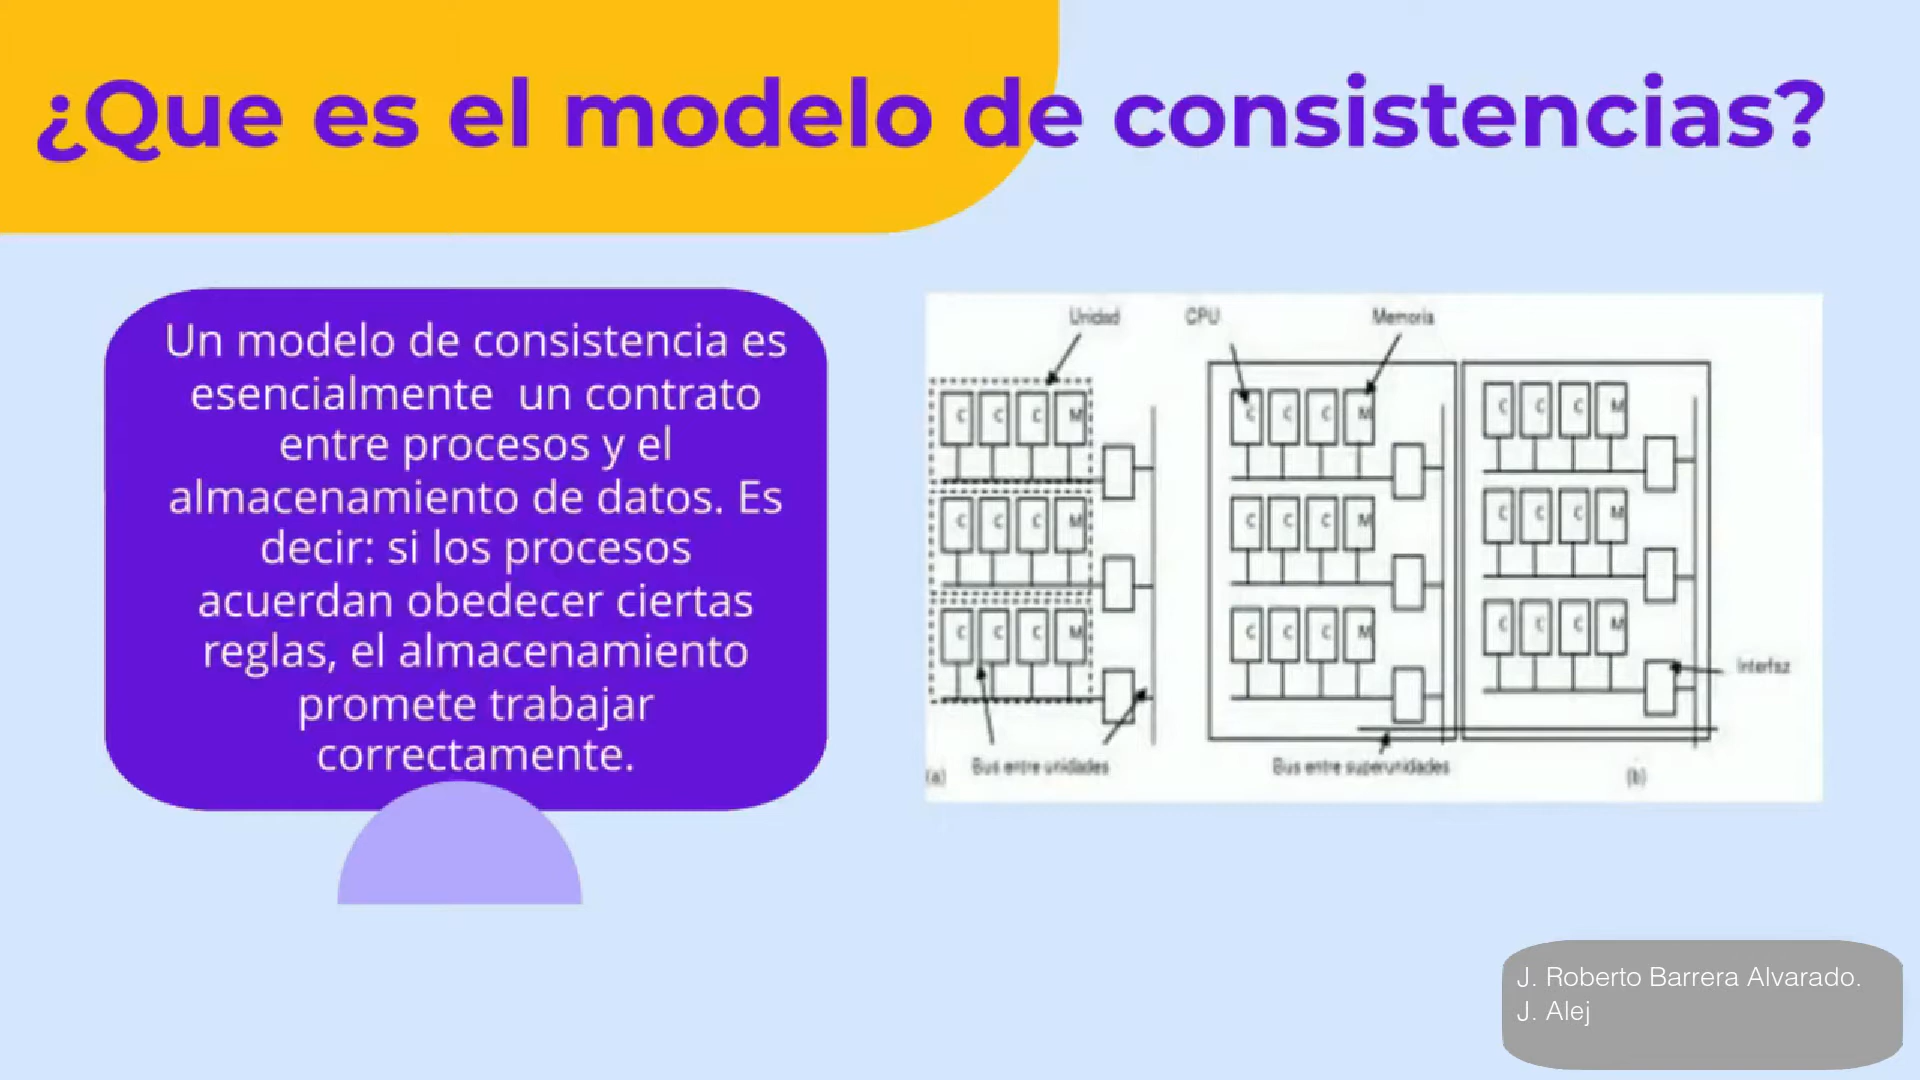 ¿Que es el modelo de consistencias?
Un modelo de consistencia es
esencialmente un contrato
entre procesos y el
almacenamiento de datos. Es
decir: si los procesos
acuerdan obedecer ciertas
reglas, el almacenamiento
promete trabajar
correctamente.
Unidad CPU Memoria
C C C M C C C M C C C M
C C C M C C C M C C C M
C C C M C C C M C C C M
Interfaz
(a) Bus entre unidades Bus entre superunidades (b)
J. Roberto Barrera Alvarado.
J. Alej